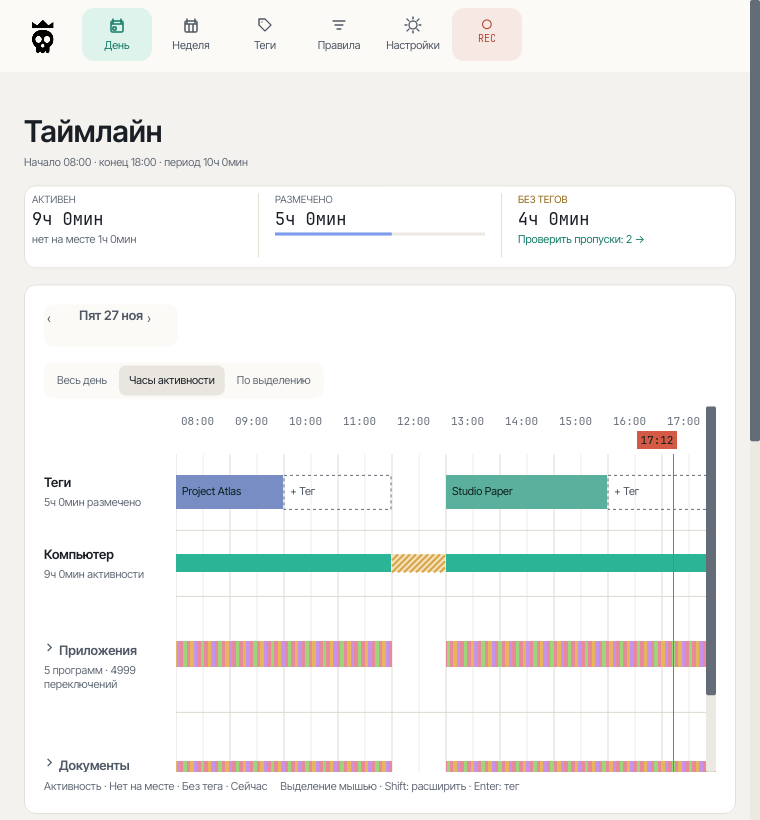 День
Неделя
Теги
Правила
Настройки
REC
Таймлайн
Начало 08:00 · конец 18:00 · период 10ч 0мин
АКТИВЕН
9ч 0мин
нет на месте 1ч 0мин
РАЗМЕЧЕНО
5ч 0мин
БЕЗ ТЕГОВ
4ч 0мин
Проверить пропуски: 2 →
‹ Пят 27 ноя ›
Весь день
Часы активности
По выделению
08:00 09:00 10:00 11:00 12:00 13:00 14:00 15:00 16:00 17:00
17:12
Теги
5ч 0мин размечено
Project Atlas
+ Тег
Studio Paper
+ Тег
Компьютер
9ч 0мин активности
Приложения
5 программ · 4999
переключений
Документы
Активность · Нет на месте · Без тега · Сейчас Выделение мышью · Shift: расширить · Enter: тег